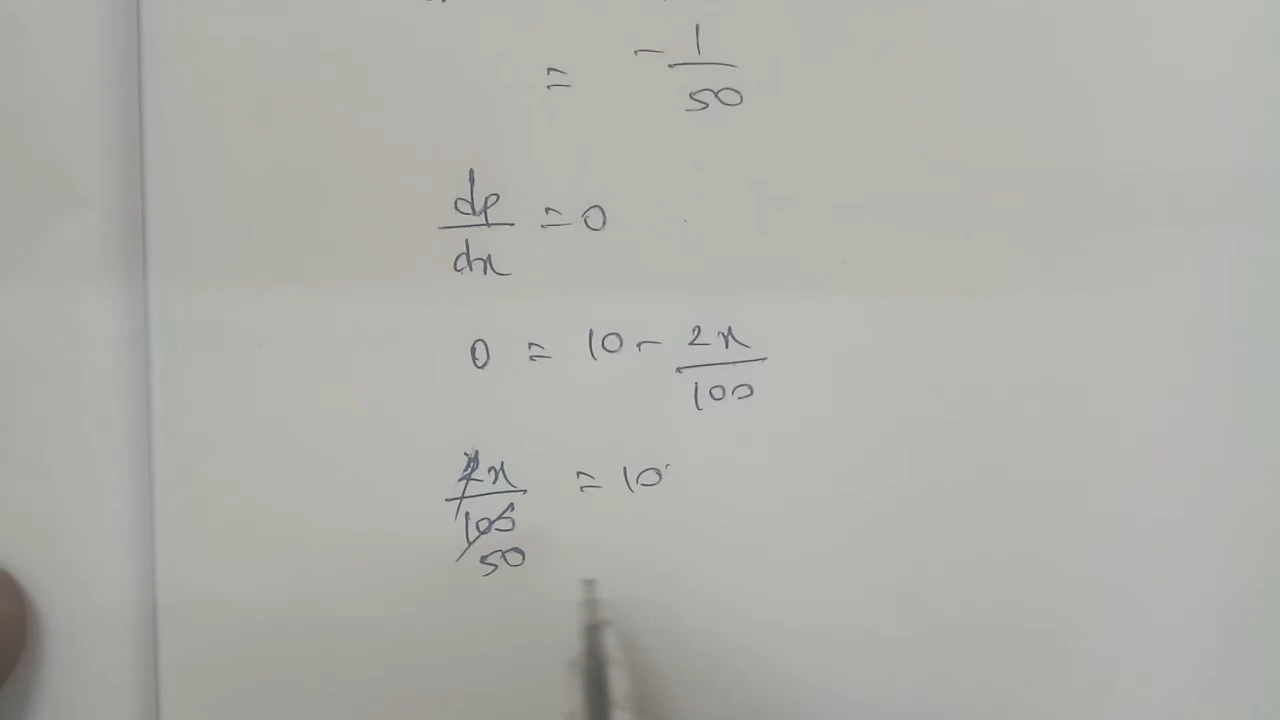 = - 1/50
dp/dx = 0
0 = 10 - 2x/100
2x/100 = 10
50